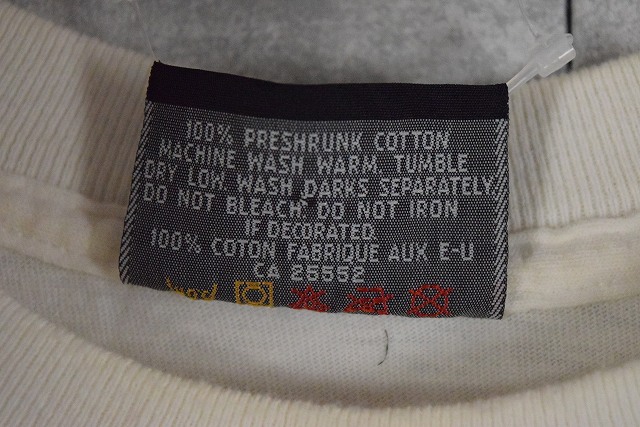 100% PRESHRUNK COTTON
MACHINE WASH WARM, TUMBLE
DRY LOW. WASH DARKS SEPARATELY.
DO NOT BLEACH. DO NOT IRON
IF DECORATED.
100% COTON FABRIQUE AUX E-U
CA 26552